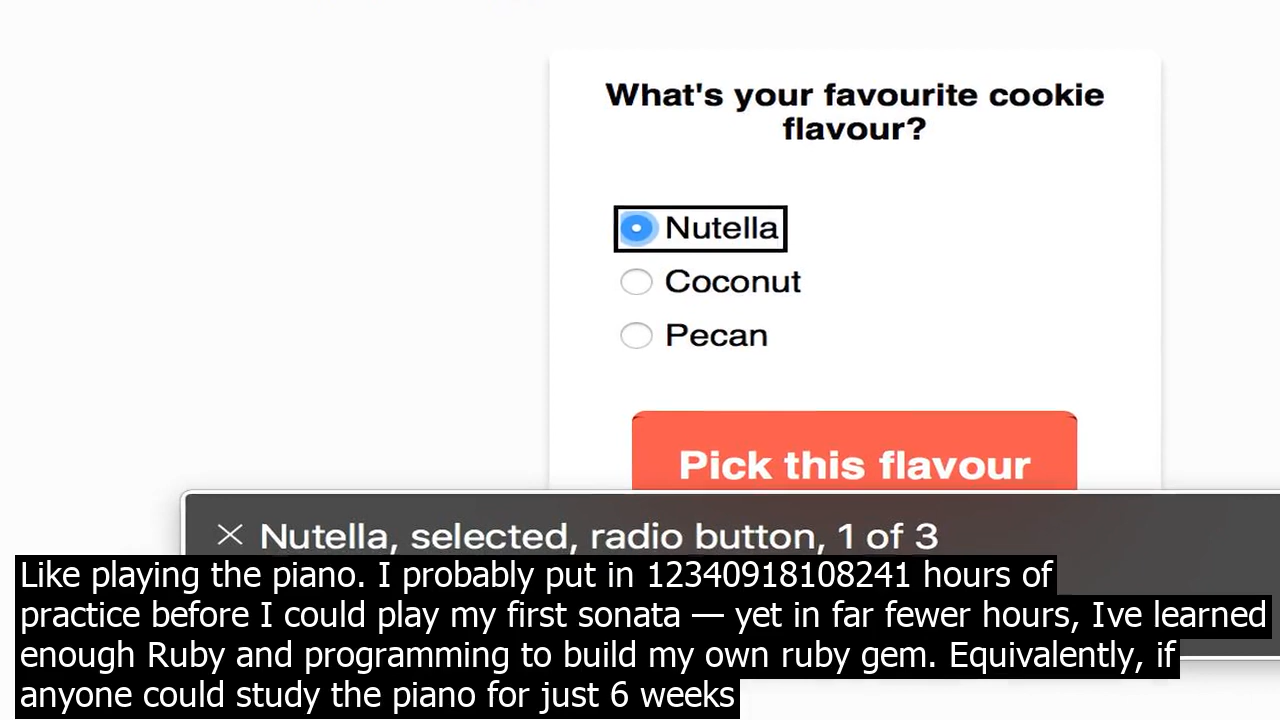 What's your favourite cookie
flavour?
Nutella
Coconut
Pecan
Pick this flavour
Nutella, selected, radio button, 1 of 3
Like playing the piano. I probably put in 12340918108241 hours of
practice before I could play my first sonata — yet in far fewer hours, Ive learned
enough Ruby and programming to build my own ruby gem. Equivalently, if
anyone could study the piano for just 6 weeks